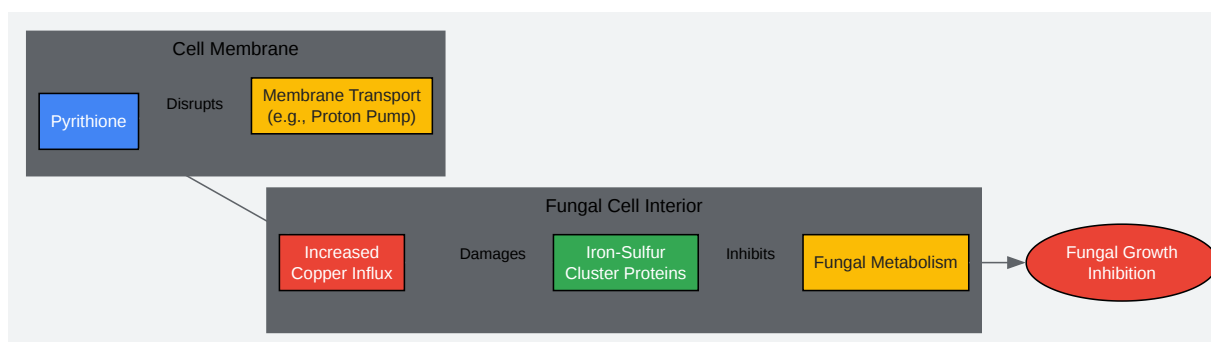 Cell Membrane
Pyrithione
Disrupts
Membrane Transport
(e.g., Proton Pump)
Fungal Cell Interior
Increased
Copper Influx
Damages
Iron-Sulfur
Cluster Proteins
Inhibits
Fungal Metabolism
Fungal Growth
Inhibition